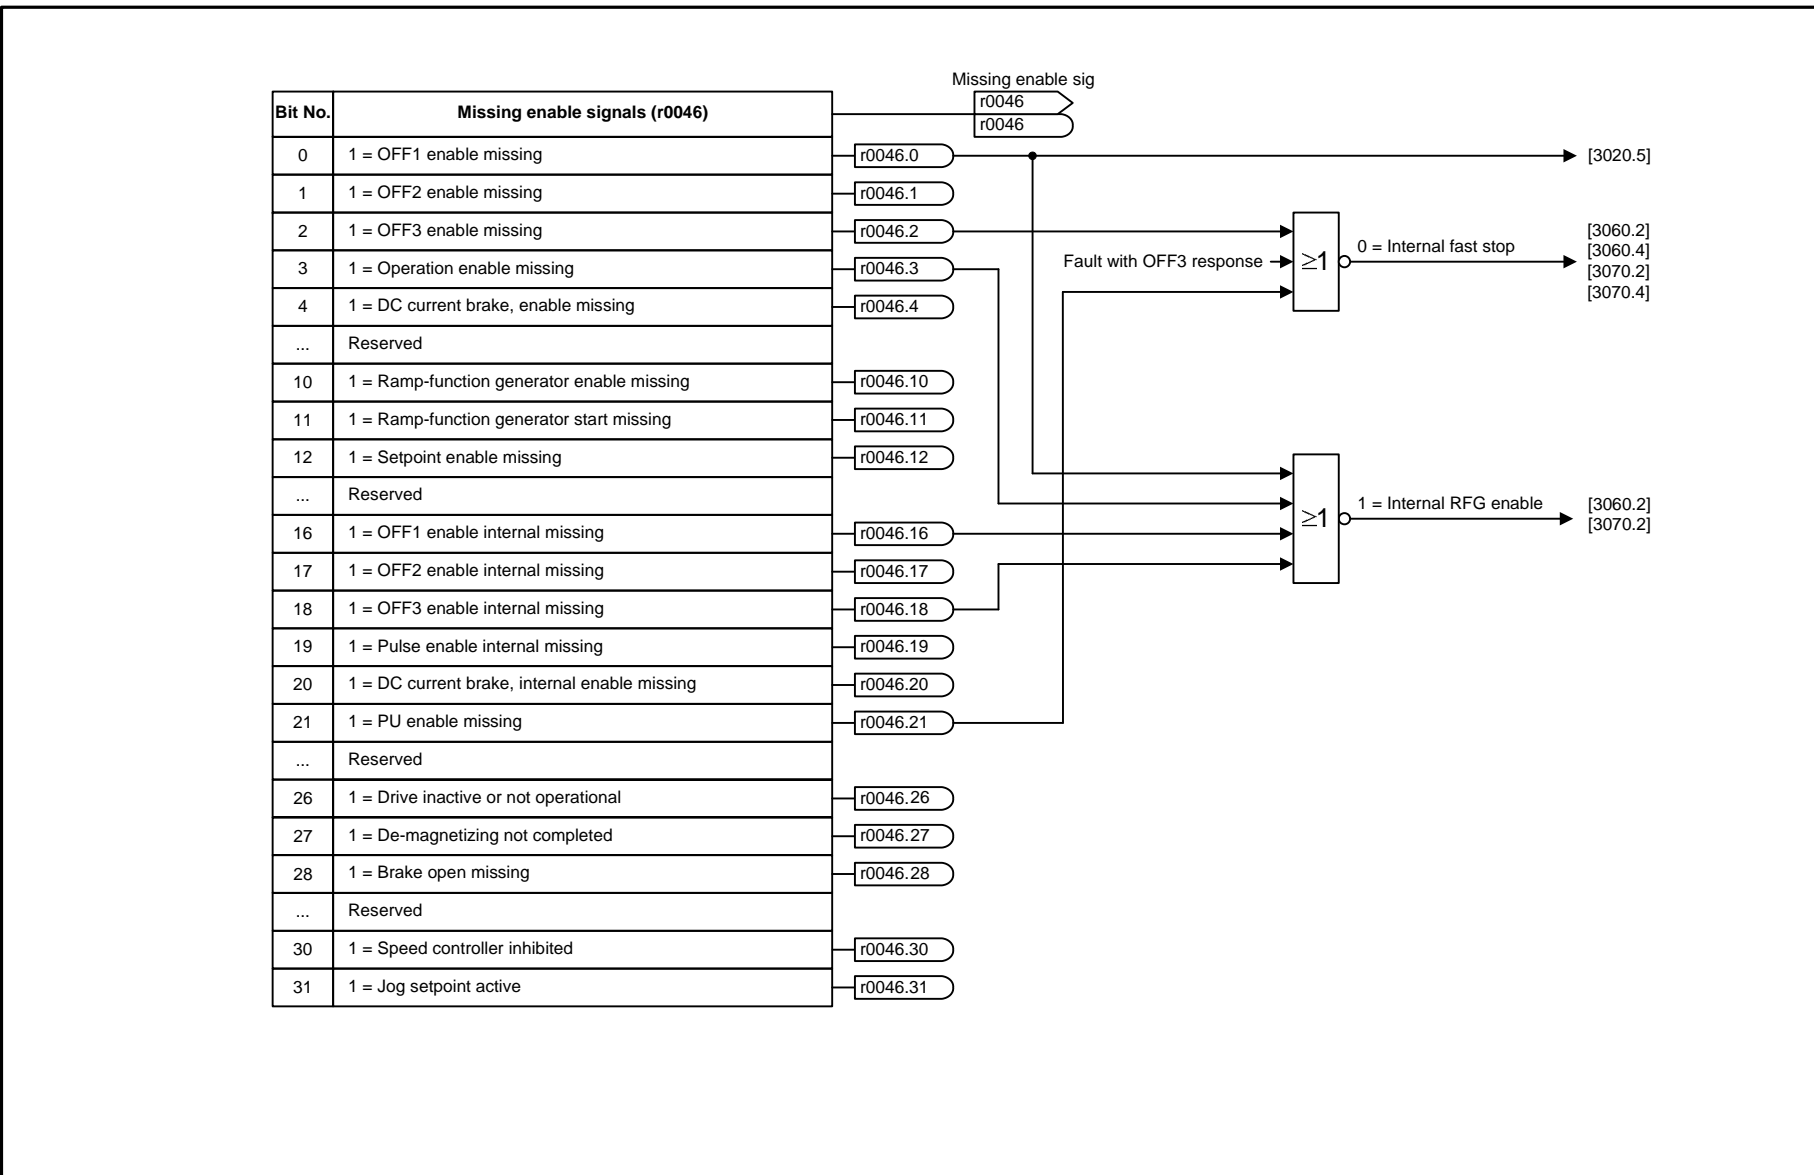 Missing enable sig
Bit No. Missing enable signals (r0046) r0046
r0046
0 1 = OFF1 enable missing r0046.0 [3020.5]
1 1 = OFF2 enable missing r0046.1
2 1 = OFF3 enable missing r0046.2 [3060.2]
0 = Internal fast stop [3060.4]
3 1 = Operation enable missing r0046.3 Fault with OFF3 response ≥1 [3070.2]
[3070.4]
4 1 = DC current brake, enable missing r0046.4
... Reserved
10 1 = Ramp-function generator enable missing r0046.10
11 1 = Ramp-function generator start missing r0046.11
12 1 = Setpoint enable missing r0046.12
... Reserved
1 = Internal RFG enable [3060.2]
≥1 [3070.2]
16 1 = OFF1 enable internal missing r0046.16
17 1 = OFF2 enable internal missing r0046.17
18 1 = OFF3 enable internal missing r0046.18
19 1 = Pulse enable internal missing r0046.19
20 1 = DC current brake, internal enable missing r0046.20
21 1 = PU enable missing r0046.21
... Reserved
26 1 = Drive inactive or not operational r0046.26
27 1 = De-magnetizing not completed r0046.27
28 1 = Brake open missing r0046.28
... Reserved
30 1 = Speed controller inhibited r0046.30
31 1 = Jog setpoint active r0046.31